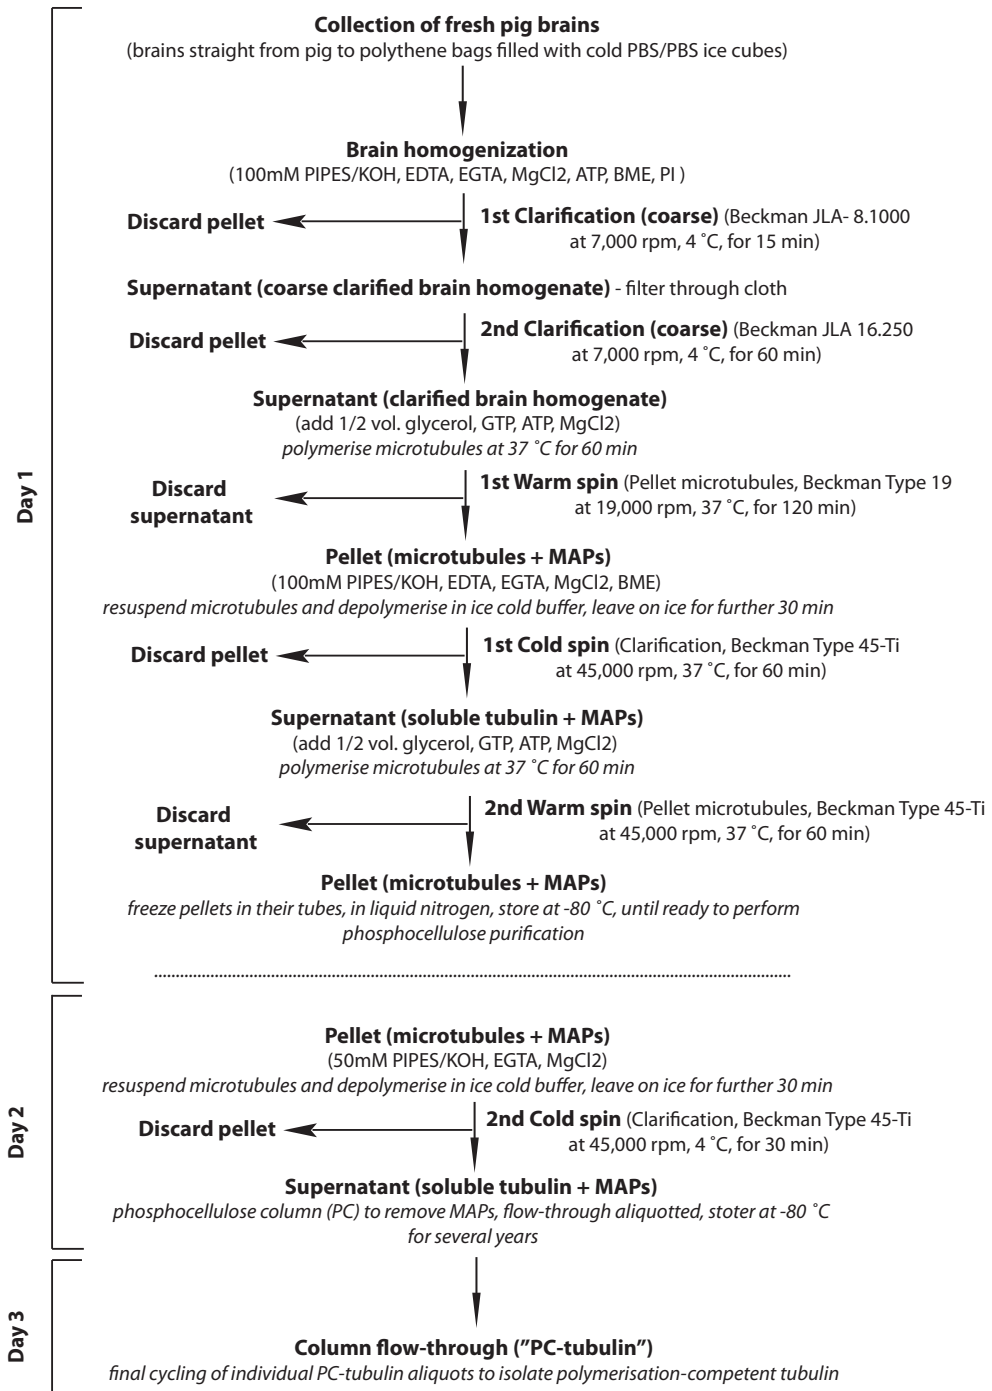 Collection of fresh pig brains
(brains straight from pig to polythene bags filled with cold PBS/PBS ice cubes)
Brain homogenization
(100mM PIPES/KOH, EDTA, EGTA, MgCl2, ATP, BME, PI )
Discard pellet
1st Clarification (coarse) (Beckman JLA- 8.1000
at 7,000 rpm, 4 ˚C, for 15 min)
Supernatant (coarse clarified brain homogenate) - filter through cloth
Discard pellet
2nd Clarification (coarse) (Beckman JLA 16.250
at 7,000 rpm, 4 ˚C, for 60 min)
Supernatant (clarified brain homogenate)
(add 1/2 vol. glycerol, GTP, ATP, MgCl2)
polymerise microtubules at 37 ˚C for 60 min
Day 1
Discard
supernatant
1st Warm spin (Pellet microtubules, Beckman Type 19
at 19,000 rpm, 37 ˚C, for 120 min)
Pellet (microtubules + MAPs)
(100mM PIPES/KOH, EDTA, EGTA, MgCl2, BME)
resuspend microtubules and depolymerise in ice cold buffer, leave on ice for further 30 min
Discard pellet
1st Cold spin (Clarification, Beckman Type 45-Ti
at 45,000 rpm, 37 ˚C, for 60 min)
Supernatant (soluble tubulin + MAPs)
(add 1/2 vol. glycerol, GTP, ATP, MgCl2)
polymerise microtubules at 37 ˚C for 60 min
Discard
supernatant
2nd Warm spin (Pellet microtubules, Beckman Type 45-Ti
at 45,000 rpm, 37 ˚C, for 60 min)
Pellet (microtubules + MAPs)
freeze pellets in their tubes, in liquid nitrogen, store at -80 ˚C, until ready to perform
phosphocellulose purification
Day 2
Pellet (microtubules + MAPs)
(50mM PIPES/KOH, EGTA, MgCl2)
resuspend microtubules and depolymerise in ice cold buffer, leave on ice for further 30 min
Discard pellet
2nd Cold spin (Clarification, Beckman Type 45-Ti
at 45,000 rpm, 4 ˚C, for 30 min)
Supernatant (soluble tubulin + MAPs)
phosphocellulose column (PC) to remove MAPs, flow-through aliquotted, stoter at -80 ˚C
for several years
Day 3
Column flow-through (”PC-tubulin”)
final cycling of individual PC-tubulin aliquots to isolate polymerisation-competent tubulin